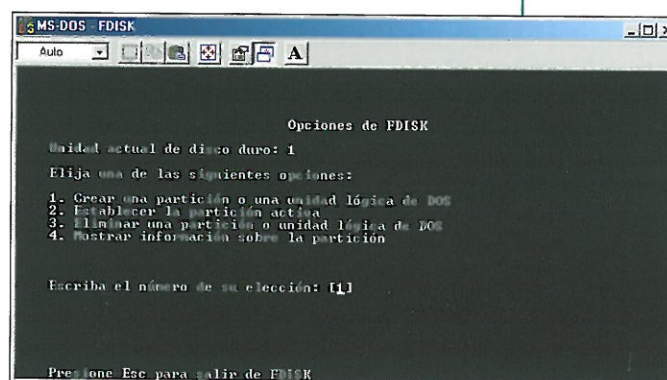 MS-DOS - FDISK
Auto
A
Opciones de FDISK
Unidad actual de disco duro: 1
Elija una de las siguientes opciones:
1. Crear una partición o una unidad lógica de DOS
2. Establecer la partición activa
3. Eliminar una partición o unidad lógica de DOS
4. Mostrar información sobre la partición
Escriba el número de su elección: [1]
Presione Esc para salir de FDISK